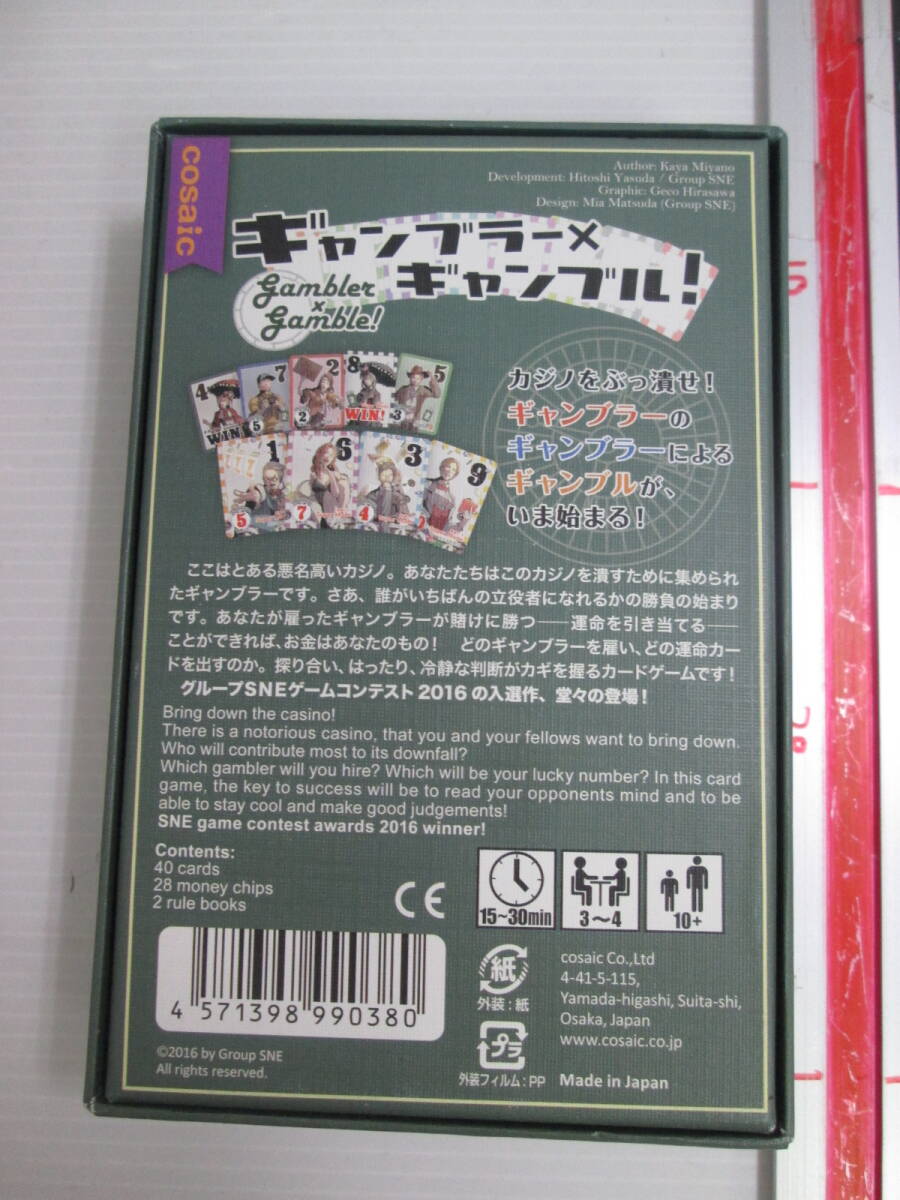 cosaic
Author: Kaya Miyano
Development: Hitoshi Yasuda / Group SNE
Graphic: Geco Hirasawa
Design: Mia Matsuda (Group SNE)
ギャンブラー×
ギャンブル!
Gambler
×
Gamble!
4 7 2 8 5
WIN! 5 2 WIN! 3
1 6 3 9
5 7 4
カジノをぶっ潰せ!
ギャンブラーの
ギャンブラーによる
ギャンブルが、
いま始まる!
ここはとある悪名高いカジノ。あなたたちはこのカジノを潰すために集められ
たギャンブラーです。さあ、誰がいちばんの立役者になれるかの勝負の始まり
です。あなたが雇ったギャンブラーが賭けに勝つ——運命を引き当てる——
ことができれば、お金はあなたのもの! どのギャンブラーを雇い、どの運命カー
ドを出すのか。探り合い、はったり、冷静な判断がカギを握るカードゲームです!
グループSNEゲームコンテスト2016の入選作、堂々の登場!
Bring down the casino!
There is a notorious casino, that you and your fellows want to bring down.
Who will contribute most to its downfall?
Which gambler will you hire? Which will be your lucky number? In this card
game, the key to success will be to read your opponents mind and to be
able to stay cool and make good judgements!
SNE game contest awards 2016 winner!
Contents:
40 cards
28 money chips
2 rule books
CE
15~30min
3~4
10+
4 571398 990380
©2016 by Group SNE
All rights reserved.
紙
外装:紙
プラ
外装フィルム:PP
cosaic Co.,Ltd
4-41-5-115,
Yamada-higashi, Suita-shi,
Osaka, Japan
www.cosaic.co.jp
Made in Japan